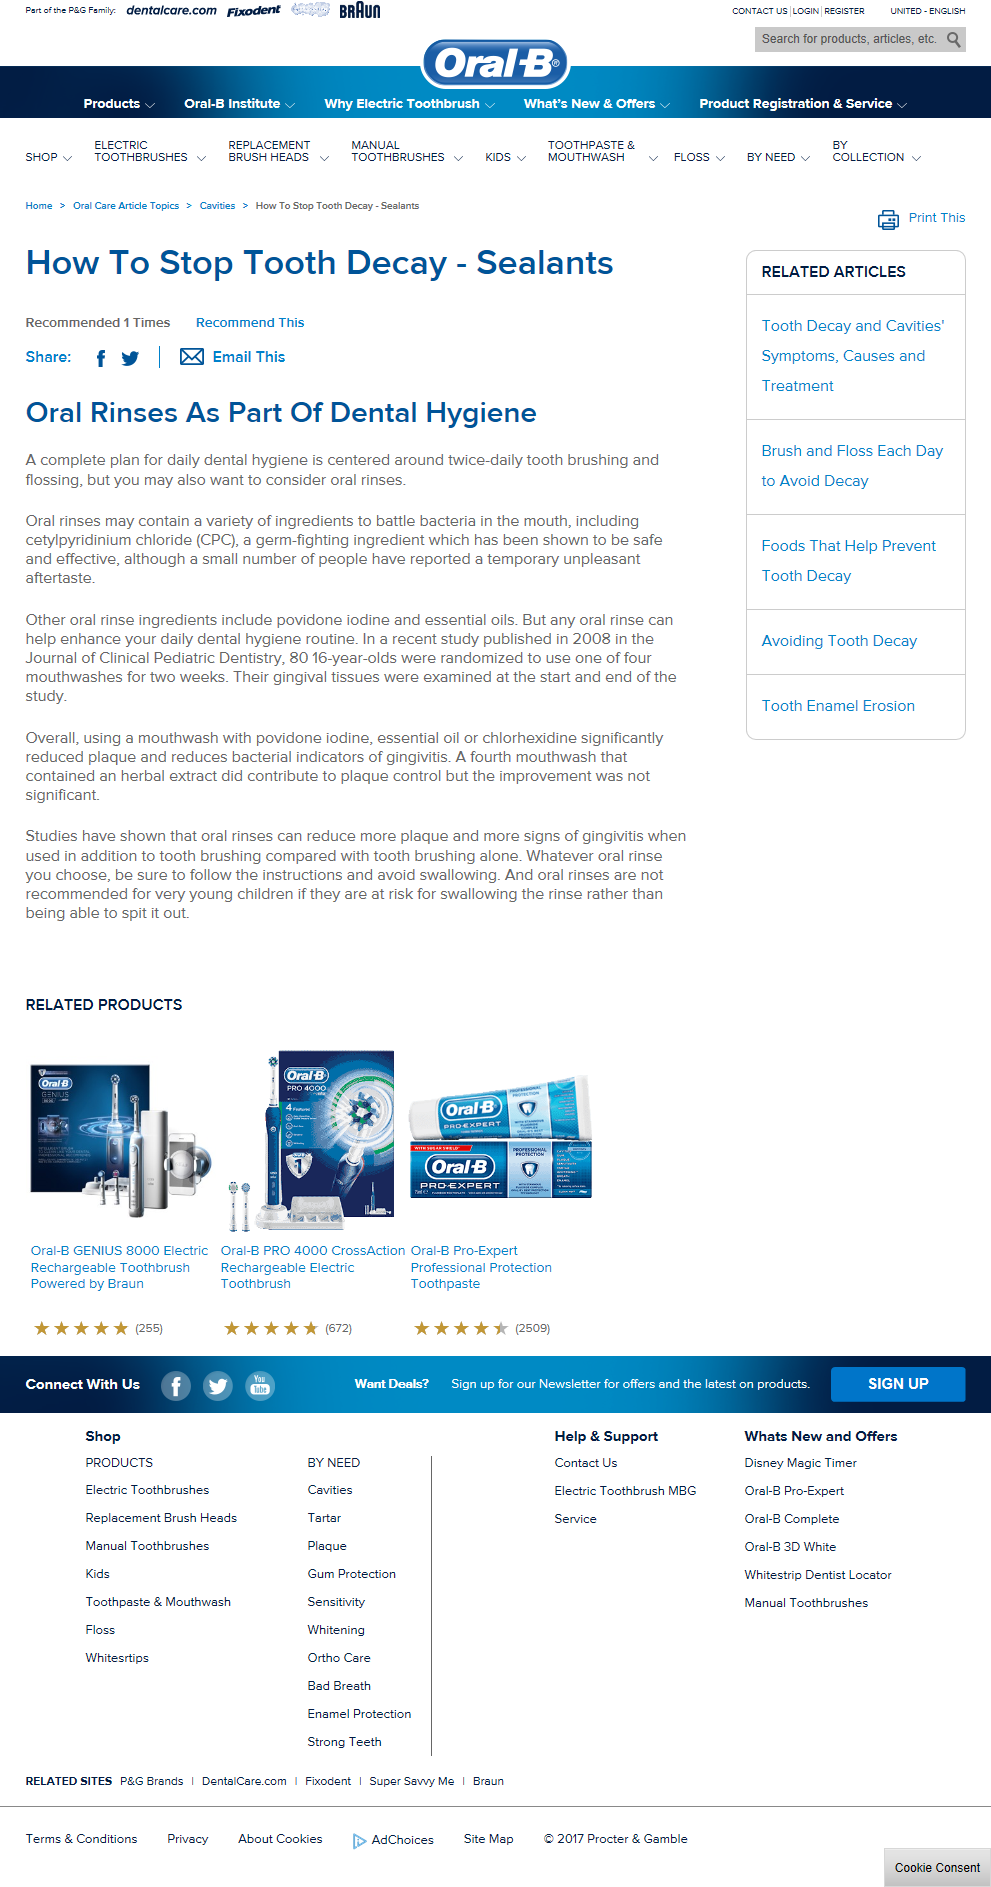 Part of the P&G Family: dentalcare.com Fixodent BRAUN
CONTACT US | LOGIN | REGISTER UNITED - ENGLISH
Search for products, articles, etc.
Oral-B®
Products Oral-B Institute Why Electric Toothbrush What's New & Offers Product Registration & Service
SHOP ELECTRIC TOOTHBRUSHES REPLACEMENT BRUSH HEADS MANUAL TOOTHBRUSHES KIDS TOOTHPASTE & MOUTHWASH FLOSS BY NEED BY COLLECTION
Home > Oral Care Article Topics > Cavities > How To Stop Tooth Decay - Sealants
Print This
How To Stop Tooth Decay - Sealants
Recommended 1 Times Recommend This
Share: Email This
Oral Rinses As Part Of Dental Hygiene
A complete plan for daily dental hygiene is centered around twice-daily tooth brushing and
flossing, but you may also want to consider oral rinses.
Oral rinses may contain a variety of ingredients to battle bacteria in the mouth, including
cetylpyridinium chloride (CPC), a germ-fighting ingredient which has been shown to be safe
and effective, although a small number of people have reported a temporary unpleasant
aftertaste.
Other oral rinse ingredients include povidone iodine and essential oils. But any oral rinse can
help enhance your daily dental hygiene routine. In a recent study published in 2008 in the
Journal of Clinical Pediatric Dentistry, 80 16-year-olds were randomized to use one of four
mouthwashes for two weeks. Their gingival tissues were examined at the start and end of the
study.
Overall, using a mouthwash with povidone iodine, essential oil or chlorhexidine significantly
reduced plaque and reduces bacterial indicators of gingivitis. A fourth mouthwash that
contained an herbal extract did contribute to plaque control but the improvement was not
significant.
Studies have shown that oral rinses can reduce more plaque and more signs of gingivitis when
used in addition to tooth brushing compared with tooth brushing alone. Whatever oral rinse
you choose, be sure to follow the instructions and avoid swallowing. And oral rinses are not
recommended for very young children if they are at risk for swallowing the rinse rather than
being able to spit it out.
RELATED ARTICLES
Tooth Decay and Cavities'
Symptoms, Causes and
Treatment
Brush and Floss Each Day
to Avoid Decay
Foods That Help Prevent
Tooth Decay
Avoiding Tooth Decay
Tooth Enamel Erosion
RELATED PRODUCTS
Oral-B
GENIUS
Oral-B
PRO 4000
4 Features
1
Oral-B
PRO-EXPERT
PROFESSIONAL
PROTECTION
Oral-B
PRO-EXPERT
PROFESSIONAL
PROTECTION
Oral-B GENIUS 8000 Electric
Rechargeable Toothbrush
Powered by Braun
(255)
Oral-B PRO 4000 CrossAction
Rechargeable Electric
Toothbrush
(672)
Oral-B Pro-Expert
Professional Protection
Toothpaste
(2509)
Connect With Us You Tube Want Deals? Sign up for our Newsletter for offers and the latest on products. SIGN UP
Shop
PRODUCTS
Electric Toothbrushes
Replacement Brush Heads
Manual Toothbrushes
Kids
Toothpaste & Mouthwash
Floss
Whitesrtips
BY NEED
Cavities
Tartar
Plaque
Gum Protection
Sensitivity
Whitening
Ortho Care
Bad Breath
Enamel Protection
Strong Teeth
Help & Support
Contact Us
Electric Toothbrush MBG
Service
Whats New and Offers
Disney Magic Timer
Oral-B Pro-Expert
Oral-B Complete
Oral-B 3D White
Whitestrip Dentist Locator
Manual Toothbrushes
RELATED SITES P&G Brands | DentalCare.com | Fixodent | Super Savvy Me | Braun
Terms & Conditions Privacy About Cookies AdChoices Site Map © 2017 Procter & Gamble
Cookie Consent